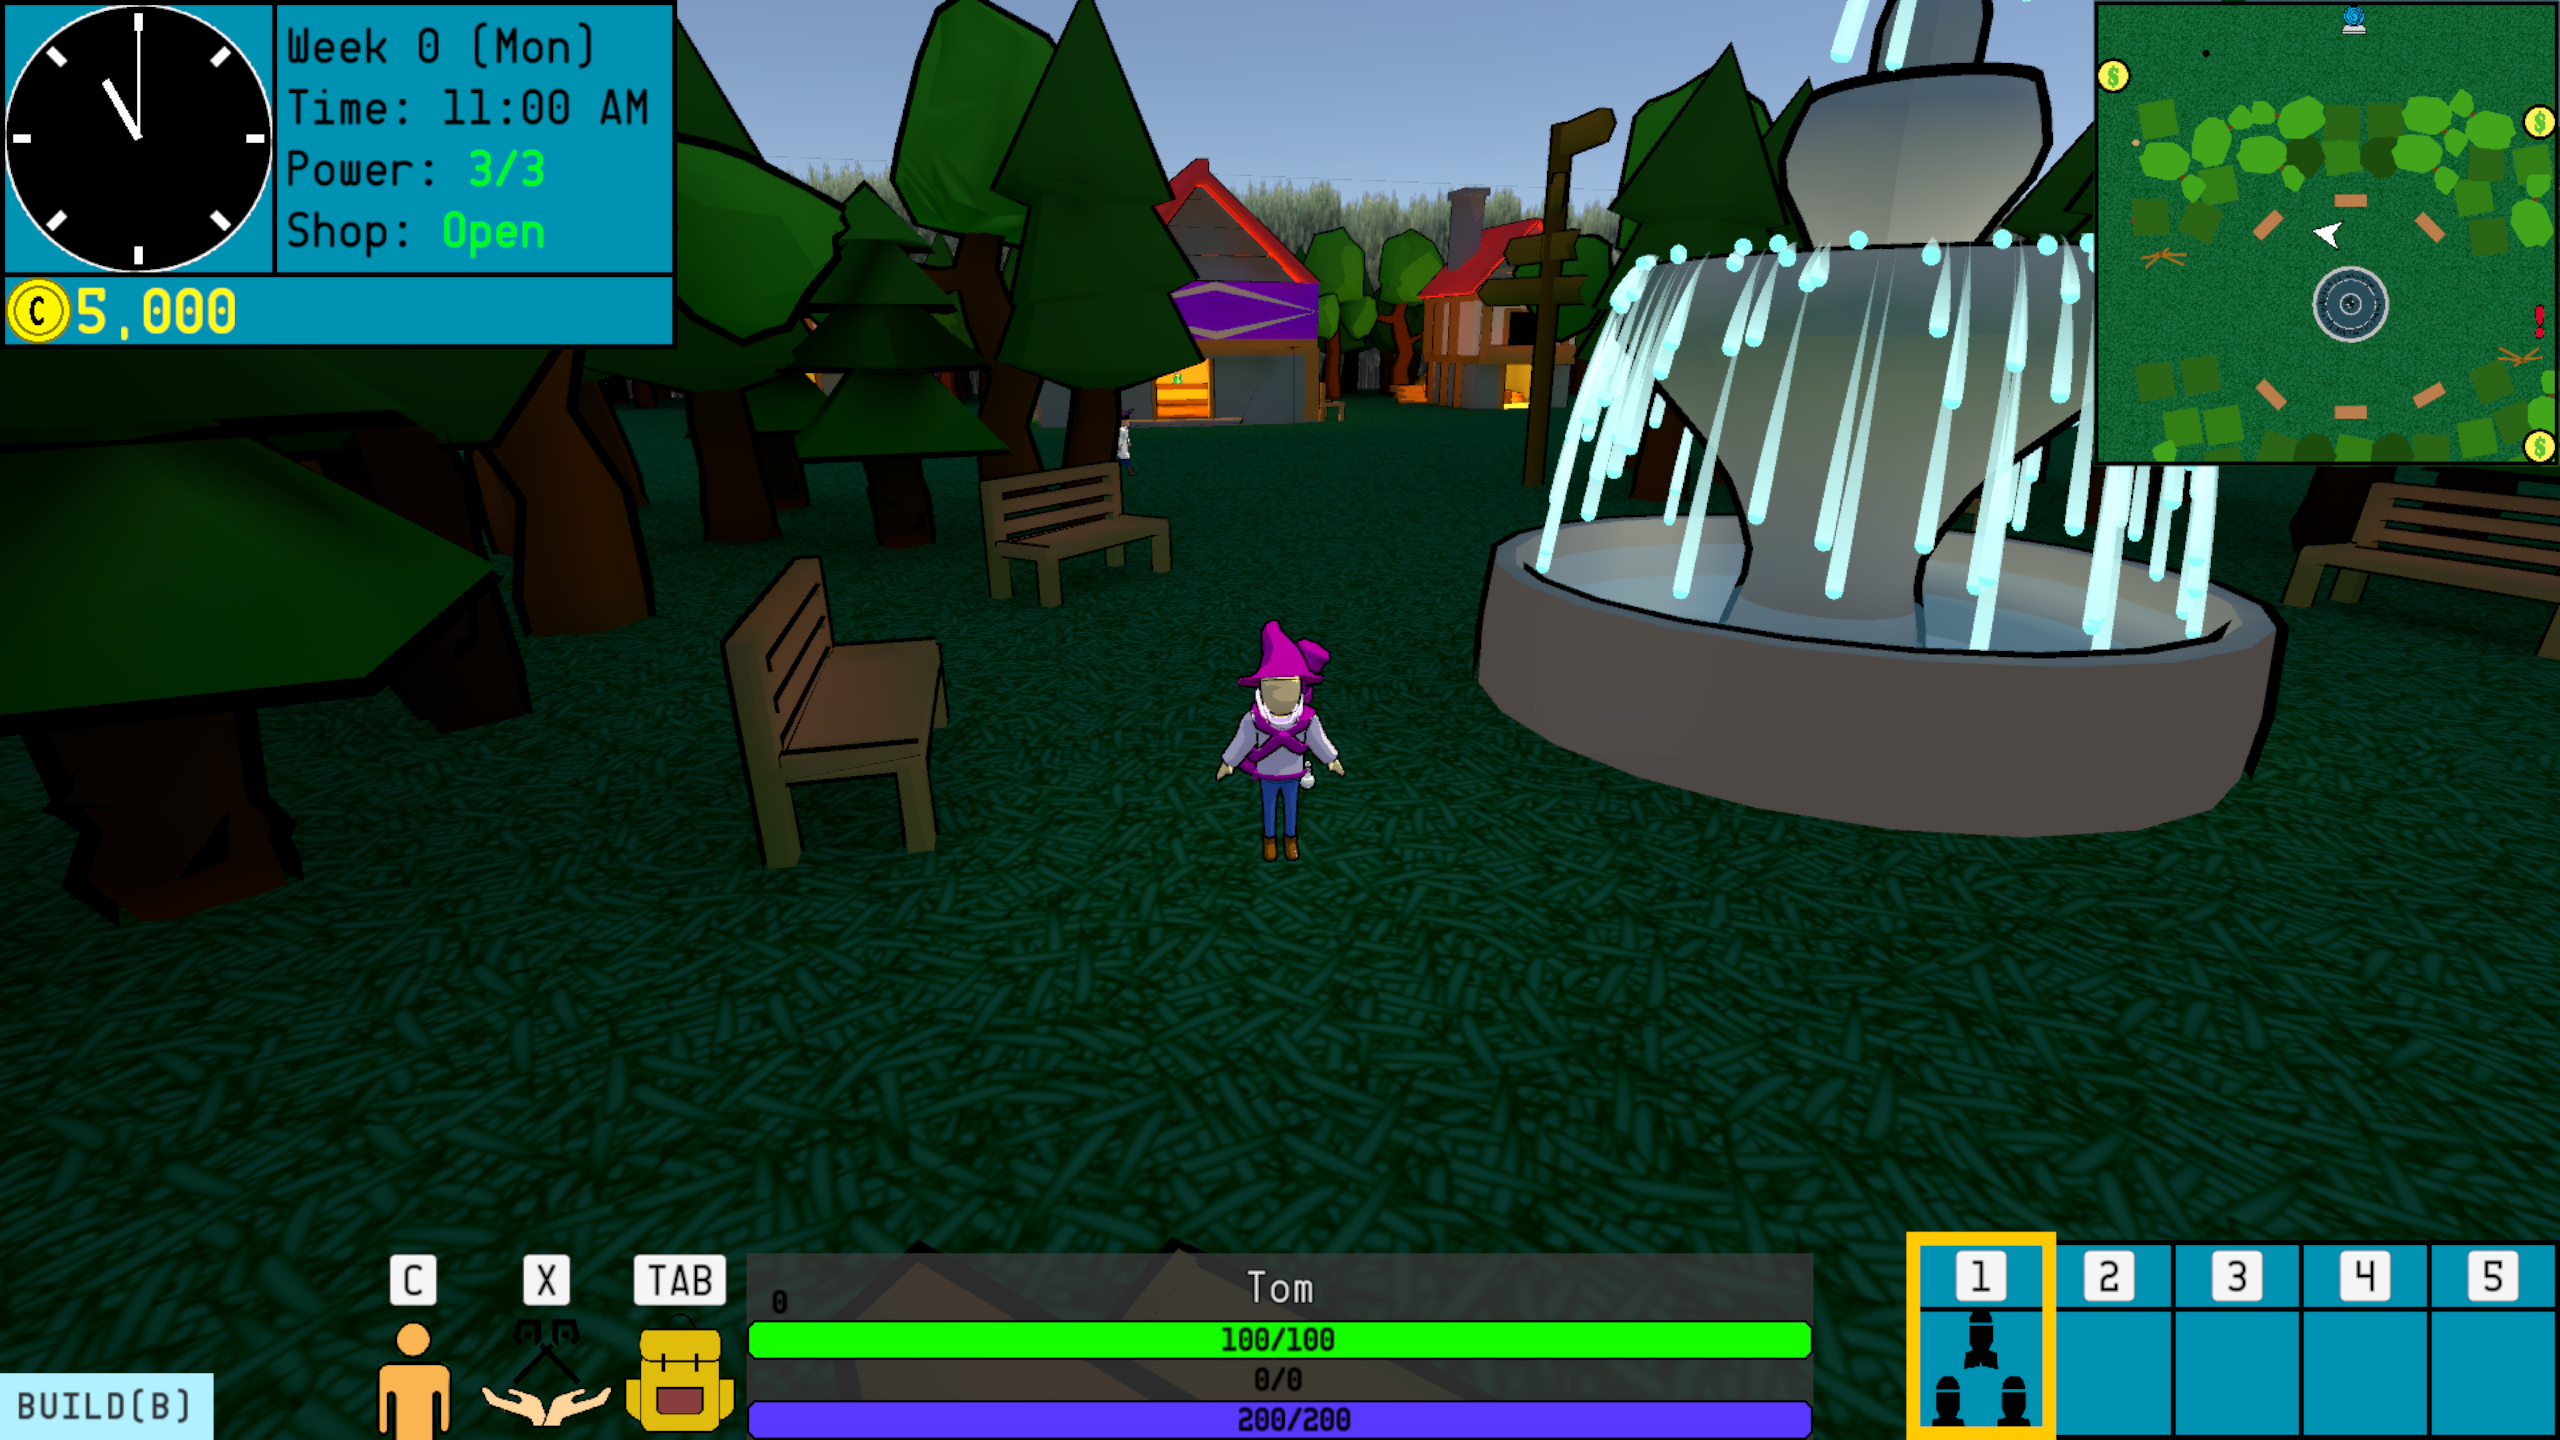 Week 0 (Mon)
Time: 11:00 AM
Power: 3/3
Shop: Open
C 5,000
$
$
$
!
C X TAB
0
Tom
100/100
0/0
200/200
BUILD(B)
1 2 3 4 5